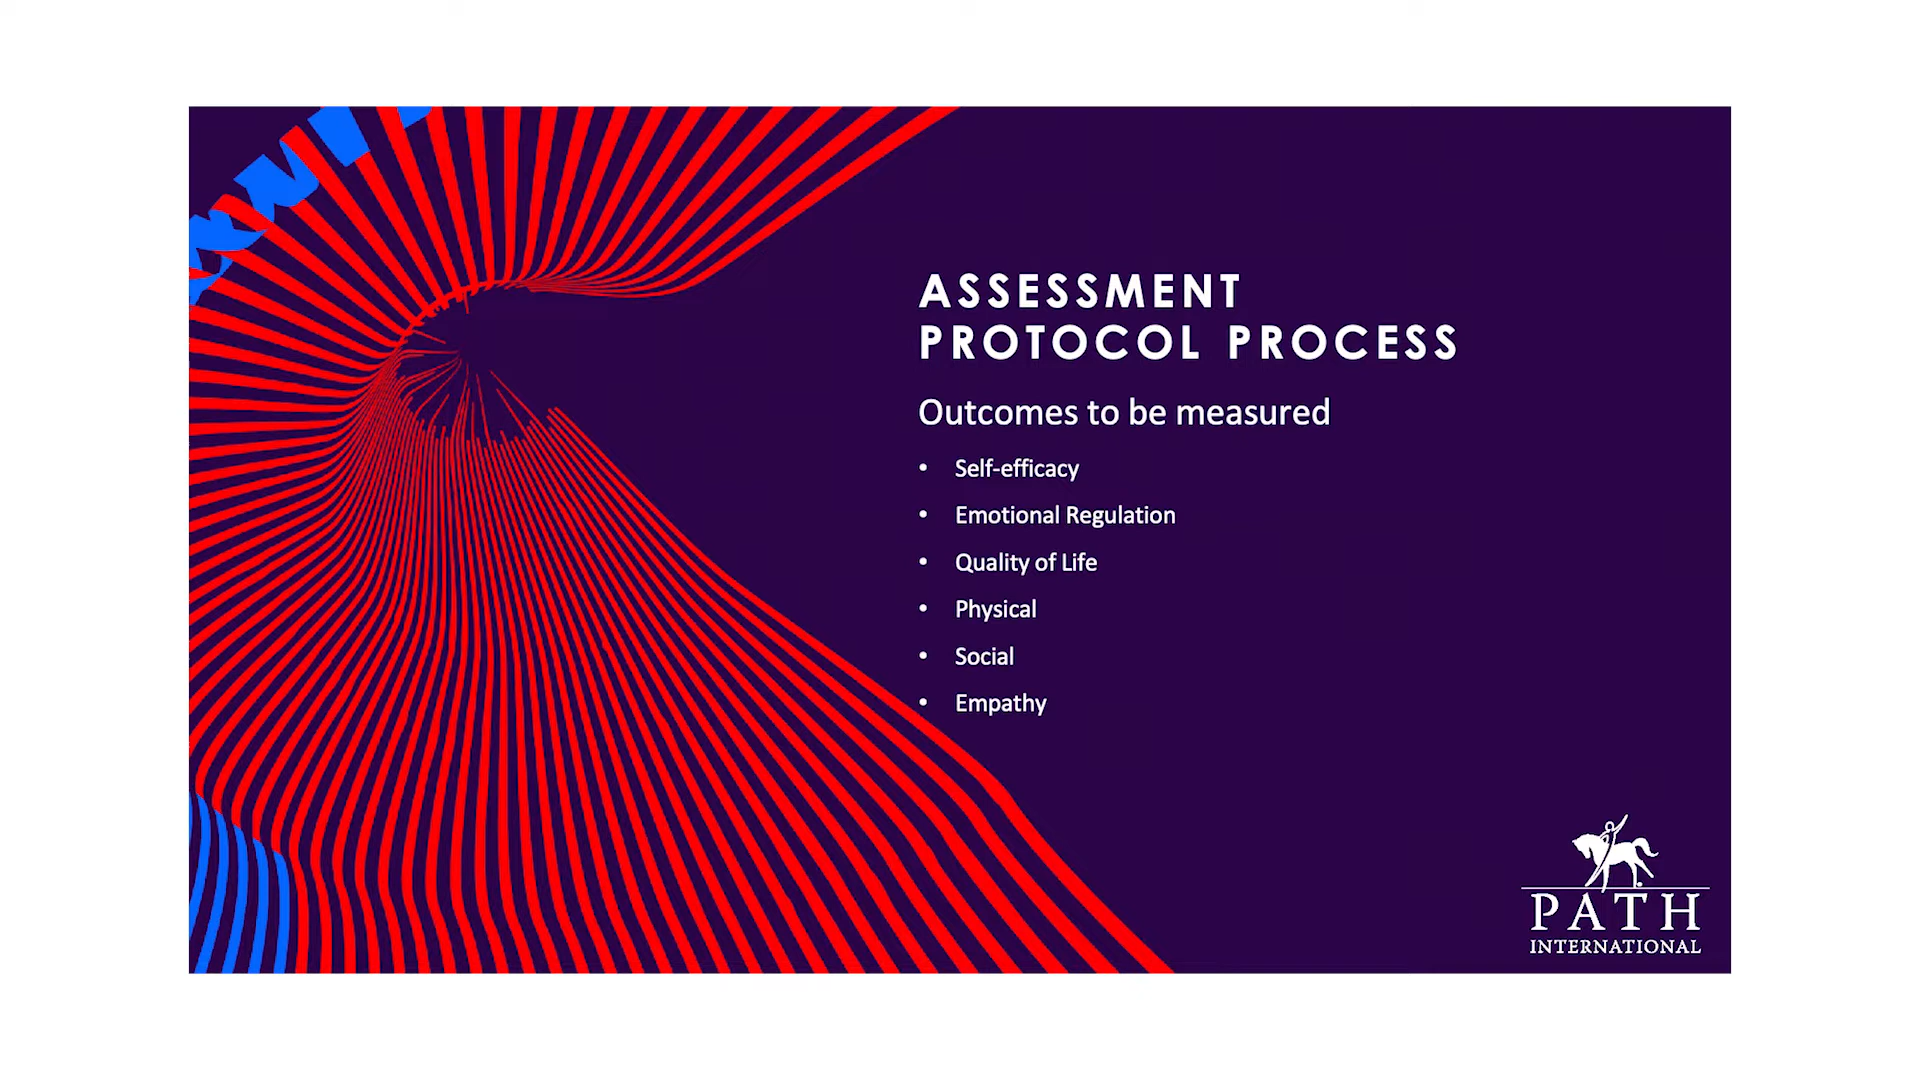 ASSESSMENT
PROTOCOL PROCESS
Outcomes to be measured
• Self-efficacy
• Emotional Regulation
• Quality of Life
• Physical
• Social
• Empathy
PATH
INTERNATIONAL